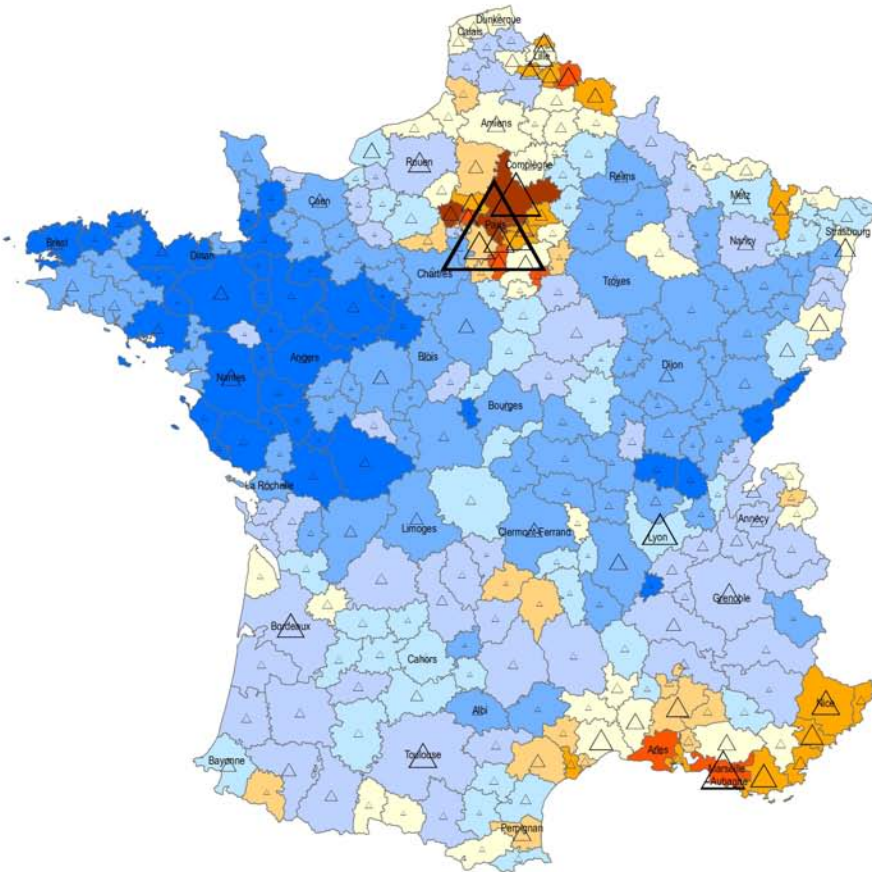 Dunkerque
Calais
Lille
Amiens
Rouen
Compiègne
Reims
Metz
Caen
Paris
Nancy
Strasbourg
Brest
Dinan
Chartres
Troyes
Angers
Blois
Dijon
Nantes
Bourges
La Rochelle
Limoges
Clermont-Ferrand
Lyon
Annecy
Grenoble
Bordeaux
Cahors
Albi
Nice
Arles
Bayonne
Toulouse
Marseille
-Aubagne
Perpignan